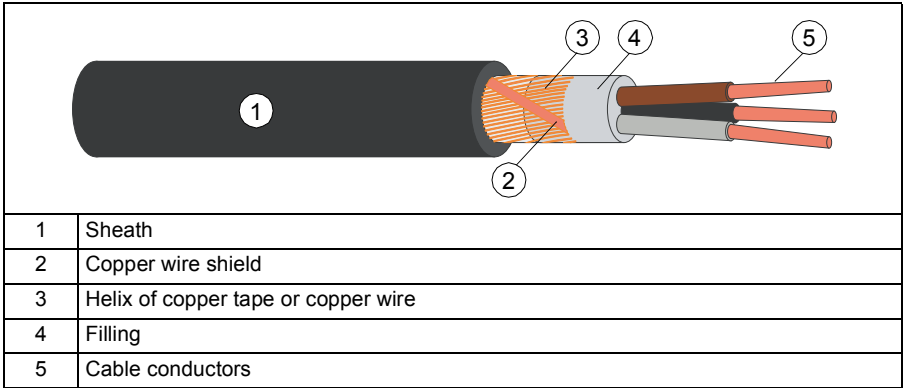 3 4 5
1
2
1 Sheath
2 Copper wire shield
3 Helix of copper tape or copper wire
4 Filling
5 Cable conductors